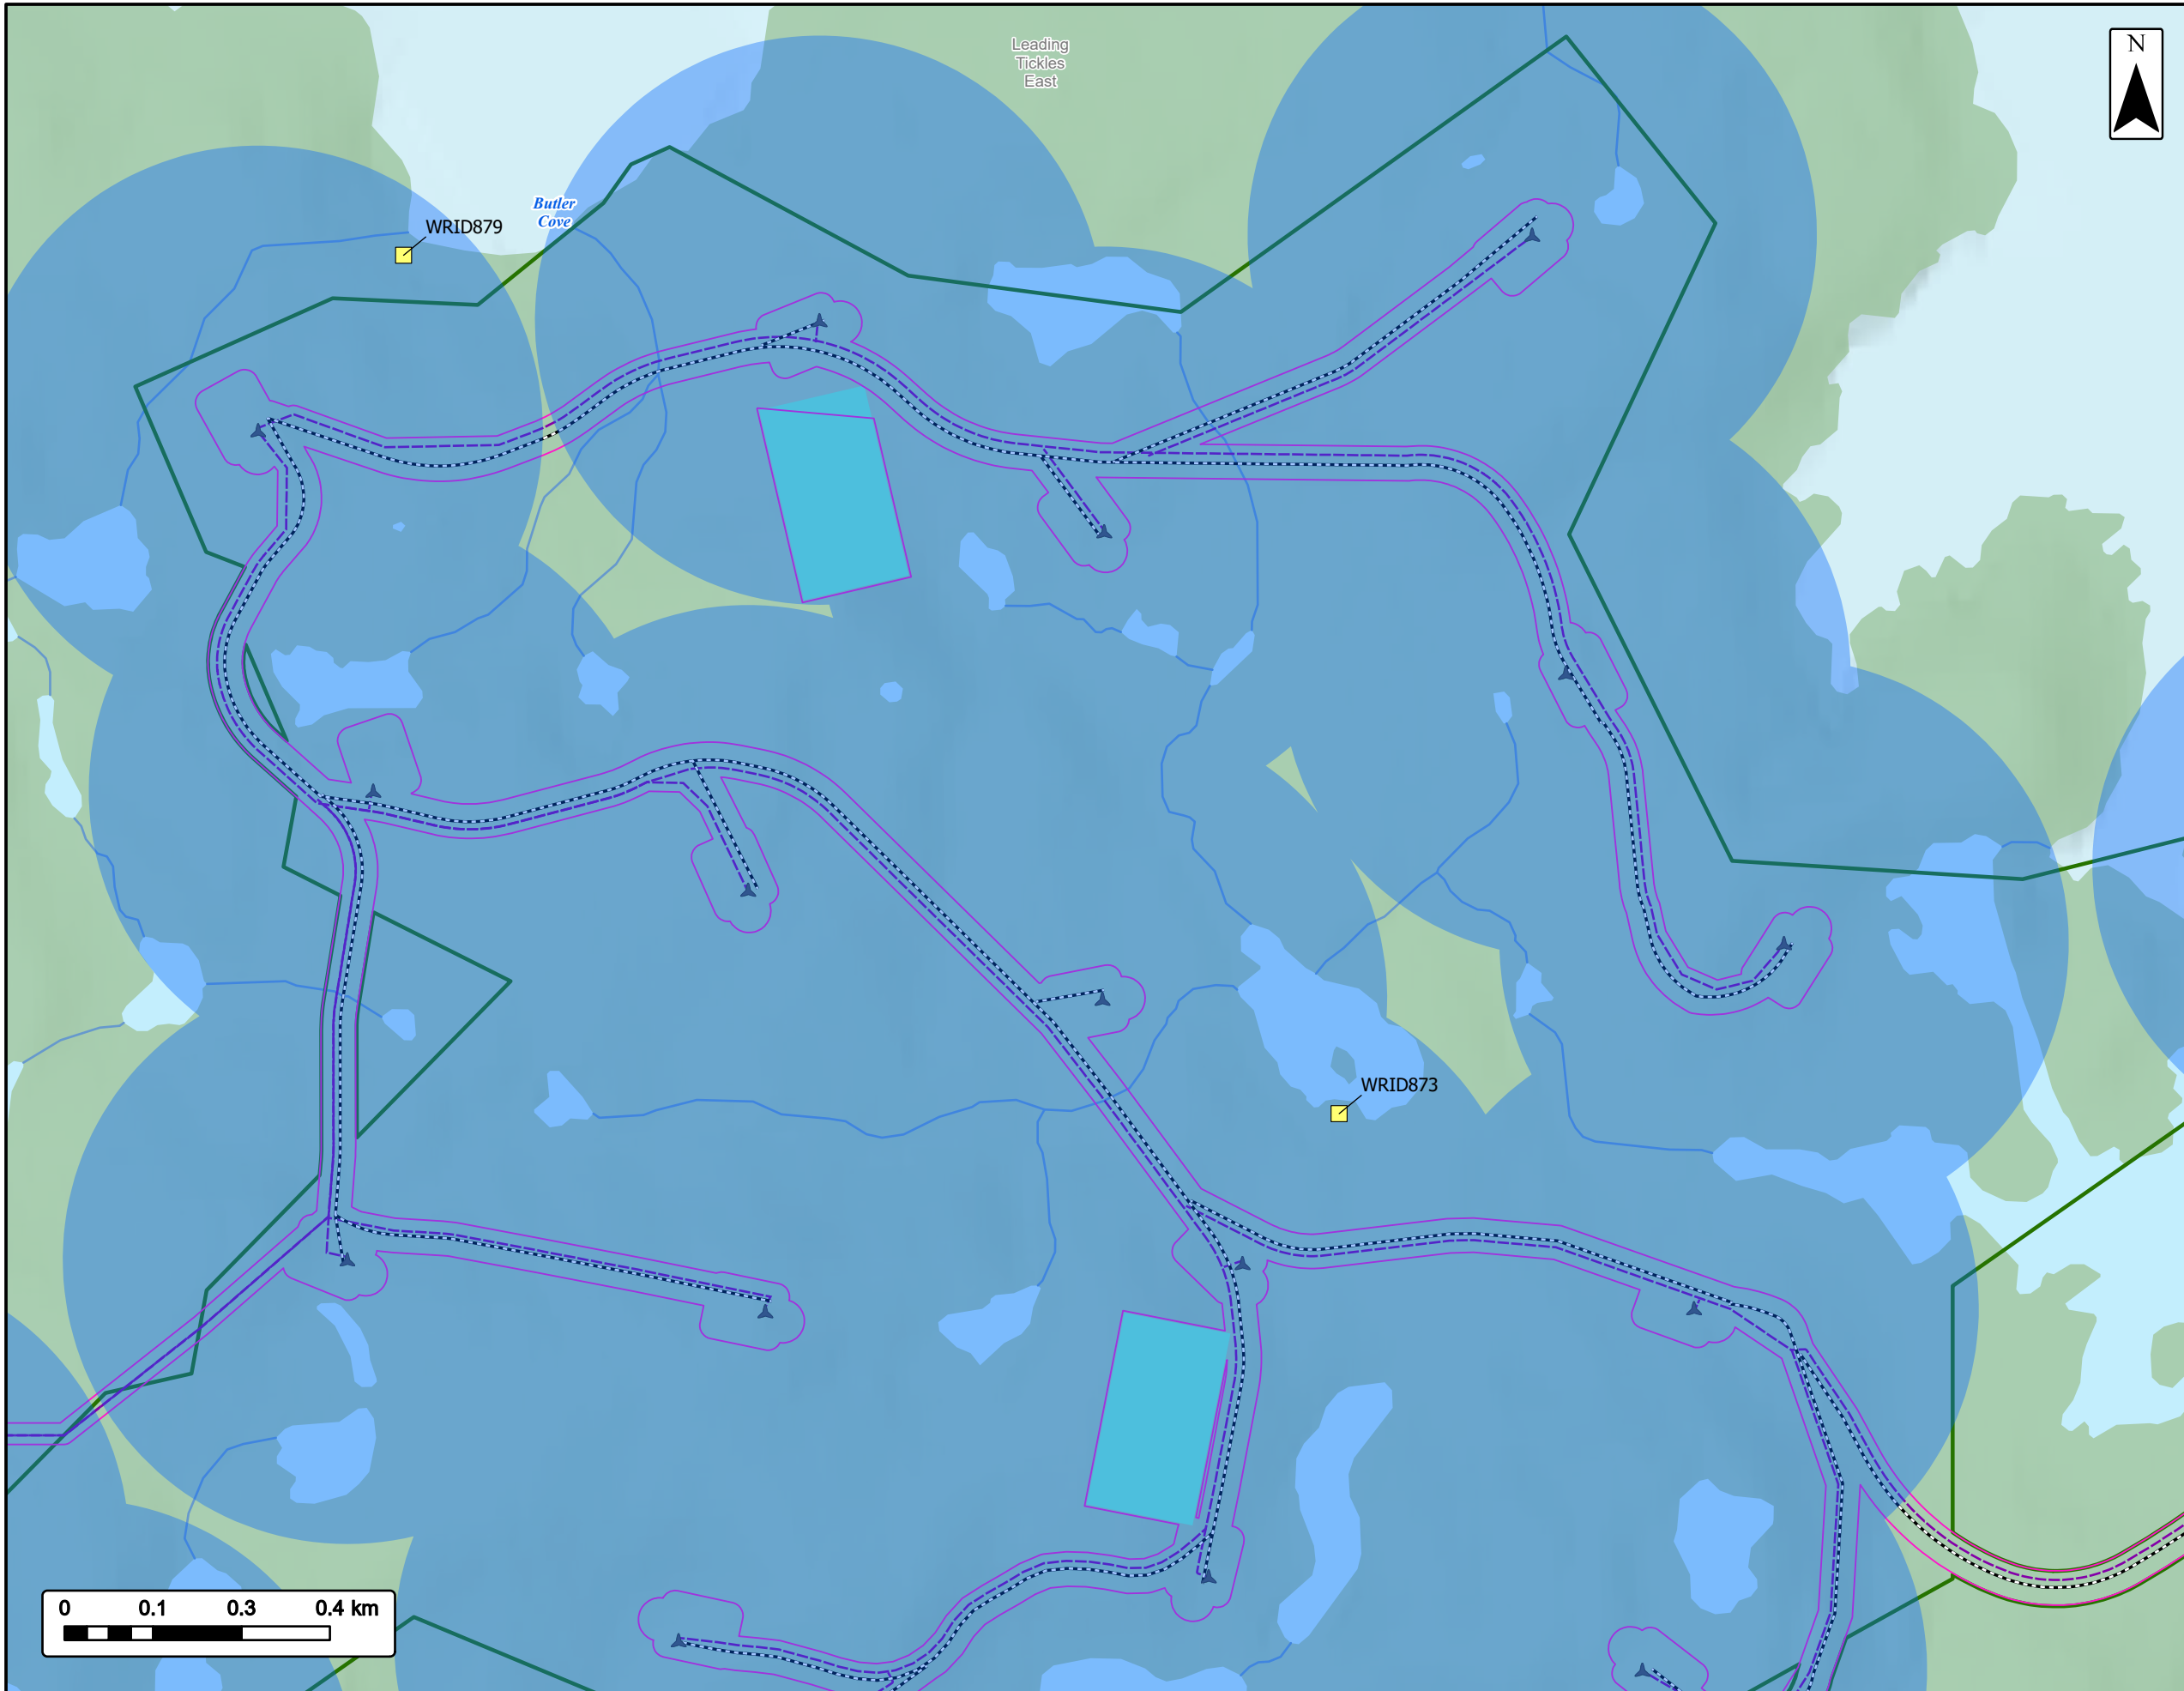 Leading
Tickles
East
N
Butler
Cove
WRID879
WRID873
0 0.1 0.3 0.4 km